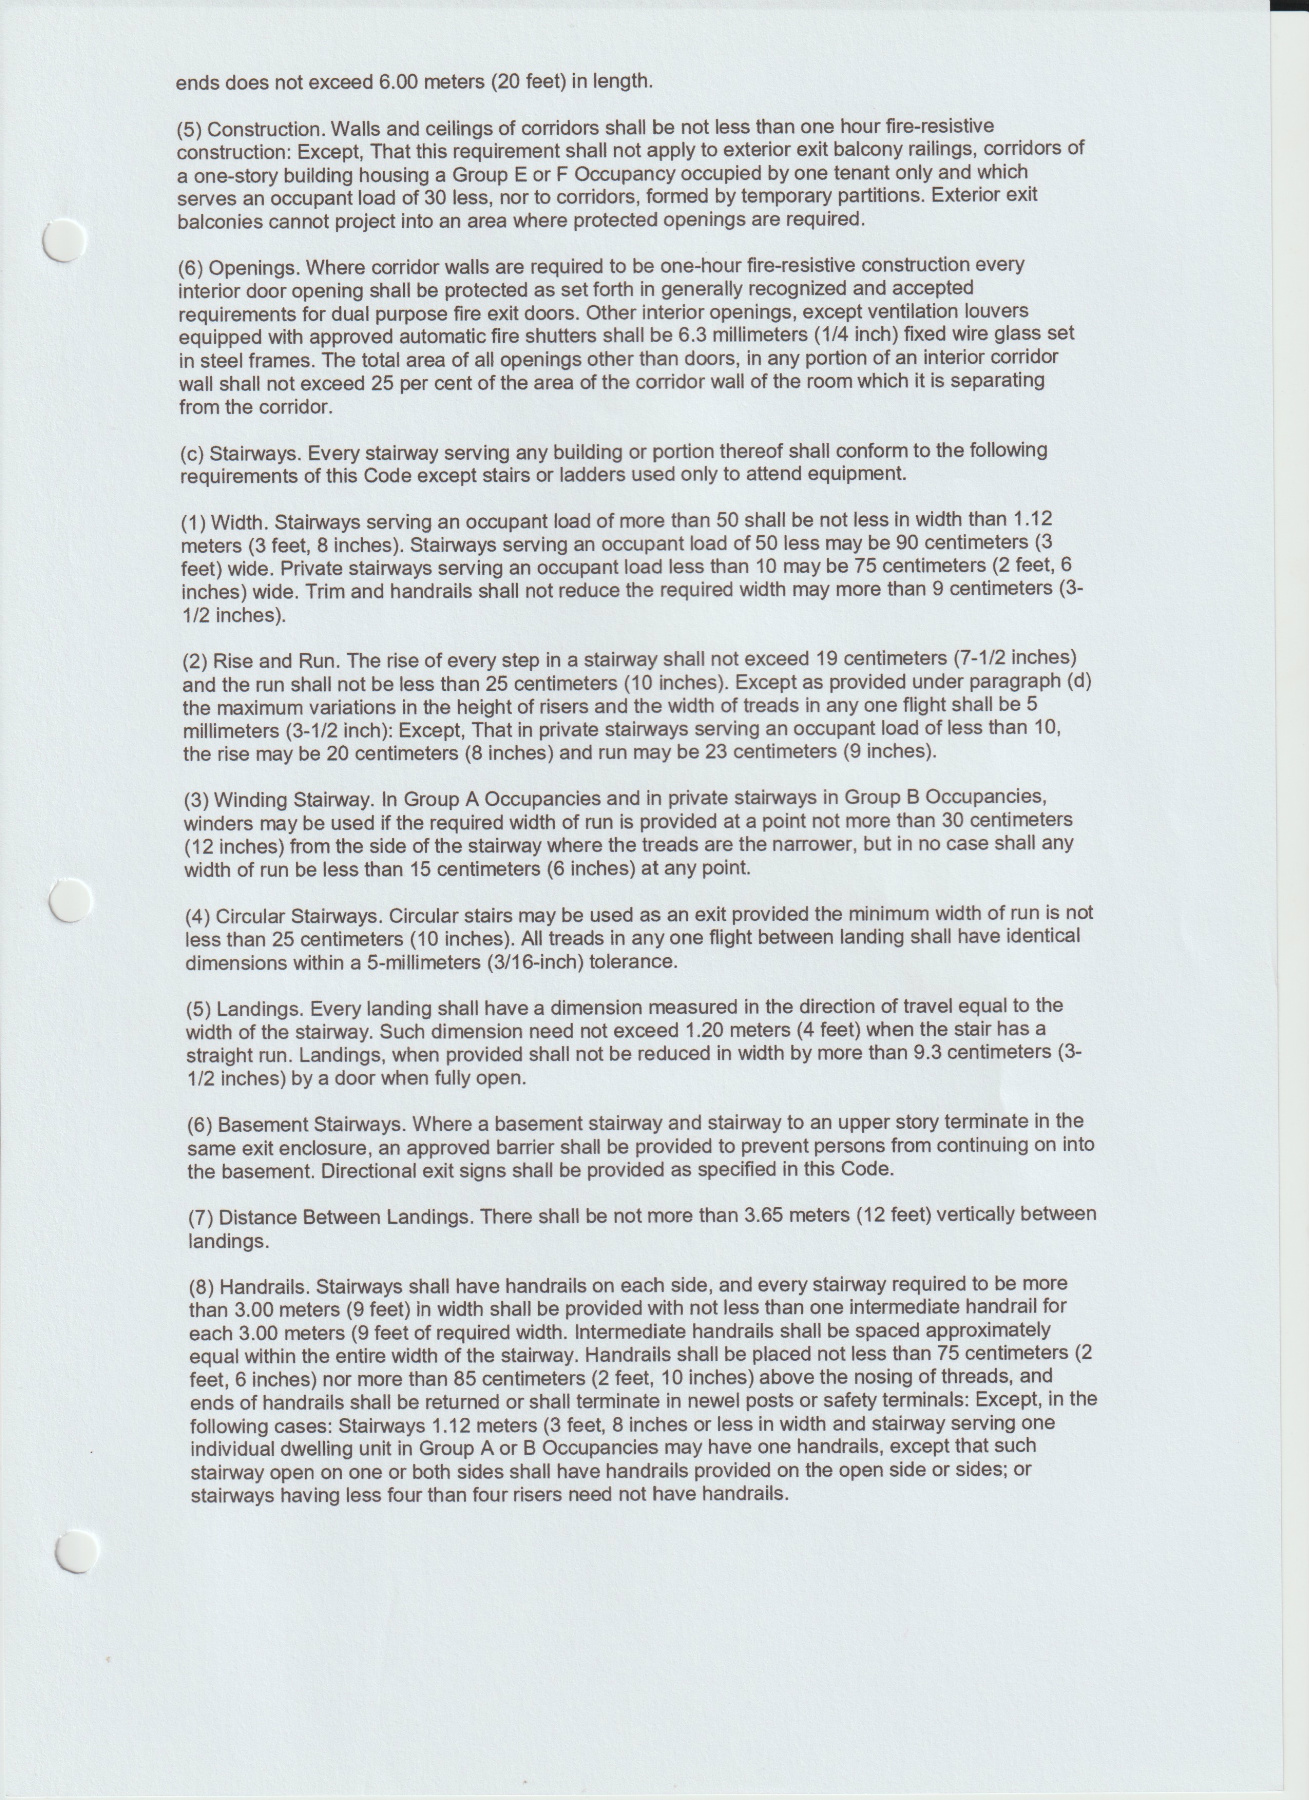 ends does not exceed 6.00 meters (20 feet) in length.
(5) Construction. Walls and ceilings of corridors shall be not less than one hour fire-resistive
construction: Except, That this requirement shall not apply to exterior exit balcony railings, corridors of
a one-story building housing a Group E or F Occupancy occupied by one tenant only and which
serves an occupant load of 30 less, nor to corridors, formed by temporary partitions. Exterior exit
balconies cannot project into an area where protected openings are required.
(6) Openings. Where corridor walls are required to be one-hour fire-resistive construction every
interior door opening shall be protected as set forth in generally recognized and accepted
requirements for dual purpose fire exit doors. Other interior openings, except ventilation louvers
equipped with approved automatic fire shutters shall be 6.3 millimeters (1/4 inch) fixed wire glass set
in steel frames. The total area of all openings other than doors, in any portion of an interior corridor
wall shall not exceed 25 per cent of the area of the corridor wall of the room which it is separating
from the corridor.
(c) Stairways. Every stairway serving any building or portion thereof shall conform to the following
requirements of this Code except stairs or ladders used only to attend equipment.
(1) Width. Stairways serving an occupant load of more than 50 shall be not less in width than 1.12
meters (3 feet, 8 inches). Stairways serving an occupant load of 50 less may be 90 centimeters (3
feet) wide. Private stairways serving an occupant load less than 10 may be 75 centimeters (2 feet, 6
inches) wide. Trim and handrails shall not reduce the required width may more than 9 centimeters (3-
1/2 inches).
(2) Rise and Run. The rise of every step in a stairway shall not exceed 19 centimeters (7-1/2 inches)
and the run shall not be less than 25 centimeters (10 inches). Except as provided under paragraph (d)
the maximum variations in the height of risers and the width of treads in any one flight shall be 5
millimeters (3-1/2 inch): Except, That in private stairways serving an occupant load of less than 10,
the rise may be 20 centimeters (8 inches) and run may be 23 centimeters (9 inches).
(3) Winding Stairway. In Group A Occupancies and in private stairways in Group B Occupancies,
winders may be used if the required width of run is provided at a point not more than 30 centimeters
(12 inches) from the side of the stairway where the treads are the narrower, but in no case shall any
width of run be less than 15 centimeters (6 inches) at any point.
(4) Circular Stairways. Circular stairs may be used as an exit provided the minimum width of run is not
less than 25 centimeters (10 inches). All treads in any one flight between landing shall have identical
dimensions within a 5-millimeters (3/16-inch) tolerance.
(5) Landings. Every landing shall have a dimension measured in the direction of travel equal to the
width of the stairway. Such dimension need not exceed 1.20 meters (4 feet) when the stair has a
straight run. Landings, when provided shall not be reduced in width by more than 9.3 centimeters (3-
1/2 inches) by a door when fully open.
(6) Basement Stairways. Where a basement stairway and stairway to an upper story terminate in the
same exit enclosure, an approved barrier shall be provided to prevent persons from continuing on into
the basement. Directional exit signs shall be provided as specified in this Code.
(7) Distance Between Landings. There shall be not more than 3.65 meters (12 feet) vertically between
landings.
(8) Handrails. Stairways shall have handrails on each side, and every stairway required to be more
than 3.00 meters (9 feet) in width shall be provided with not less than one intermediate handrail for
each 3.00 meters (9 feet of required width. Intermediate handrails shall be spaced approximately
equal within the entire width of the stairway. Handrails shall be placed not less than 75 centimeters (2
feet, 6 inches) nor more than 85 centimeters (2 feet, 10 inches) above the nosing of threads, and
ends of handrails shall be returned or shall terminate in newel posts or safety terminals: Except, in the
following cases: Stairways 1.12 meters (3 feet, 8 inches or less in width and stairway serving one
individual dwelling unit in Group A or B Occupancies may have one handrails, except that such
stairway open on one or both sides shall have handrails provided on the open side or sides; or
stairways having less four than four risers need not have handrails.